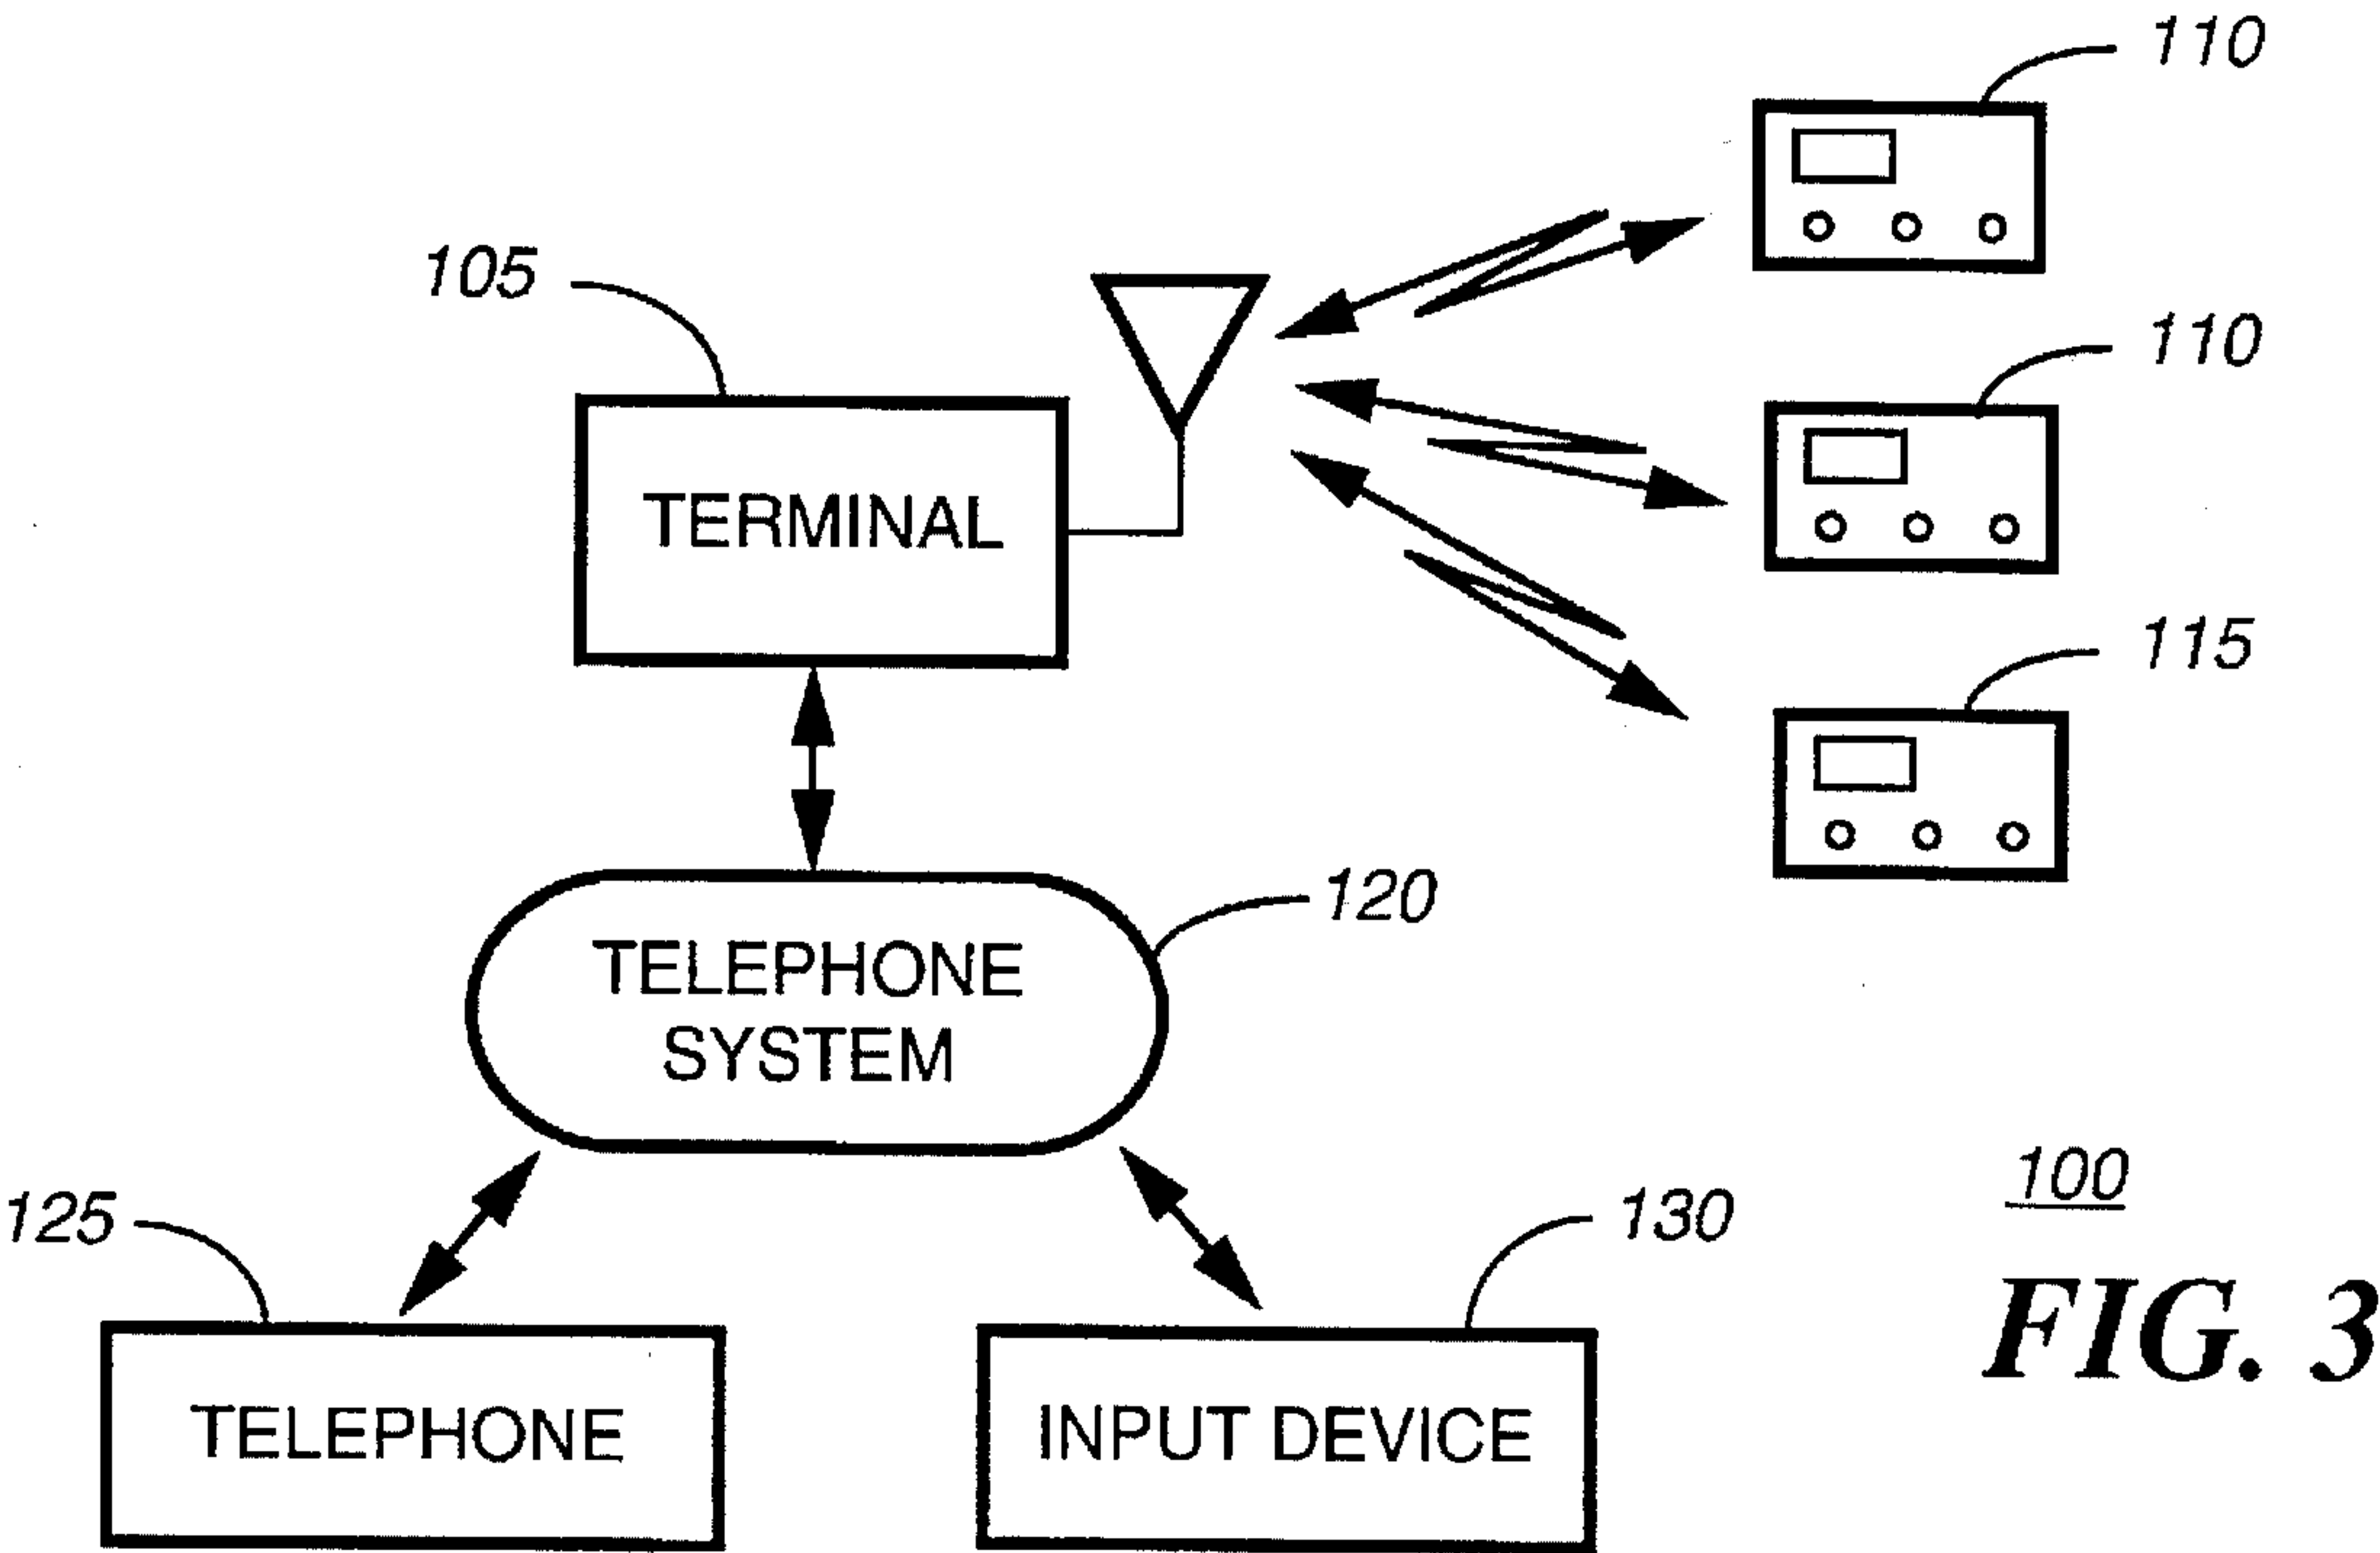 110
105
110
TERMINAL
115
120
TELEPHONE
SYSTEM
100
125
130
FIG. 3
TELEPHONE
INPUT DEVICE